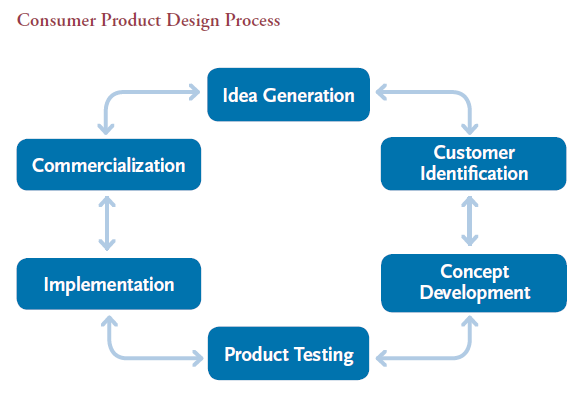 Consumer Product Design Process
Idea Generation
Customer
Identification
Concept
Development
Product Testing
Implementation
Commercialization